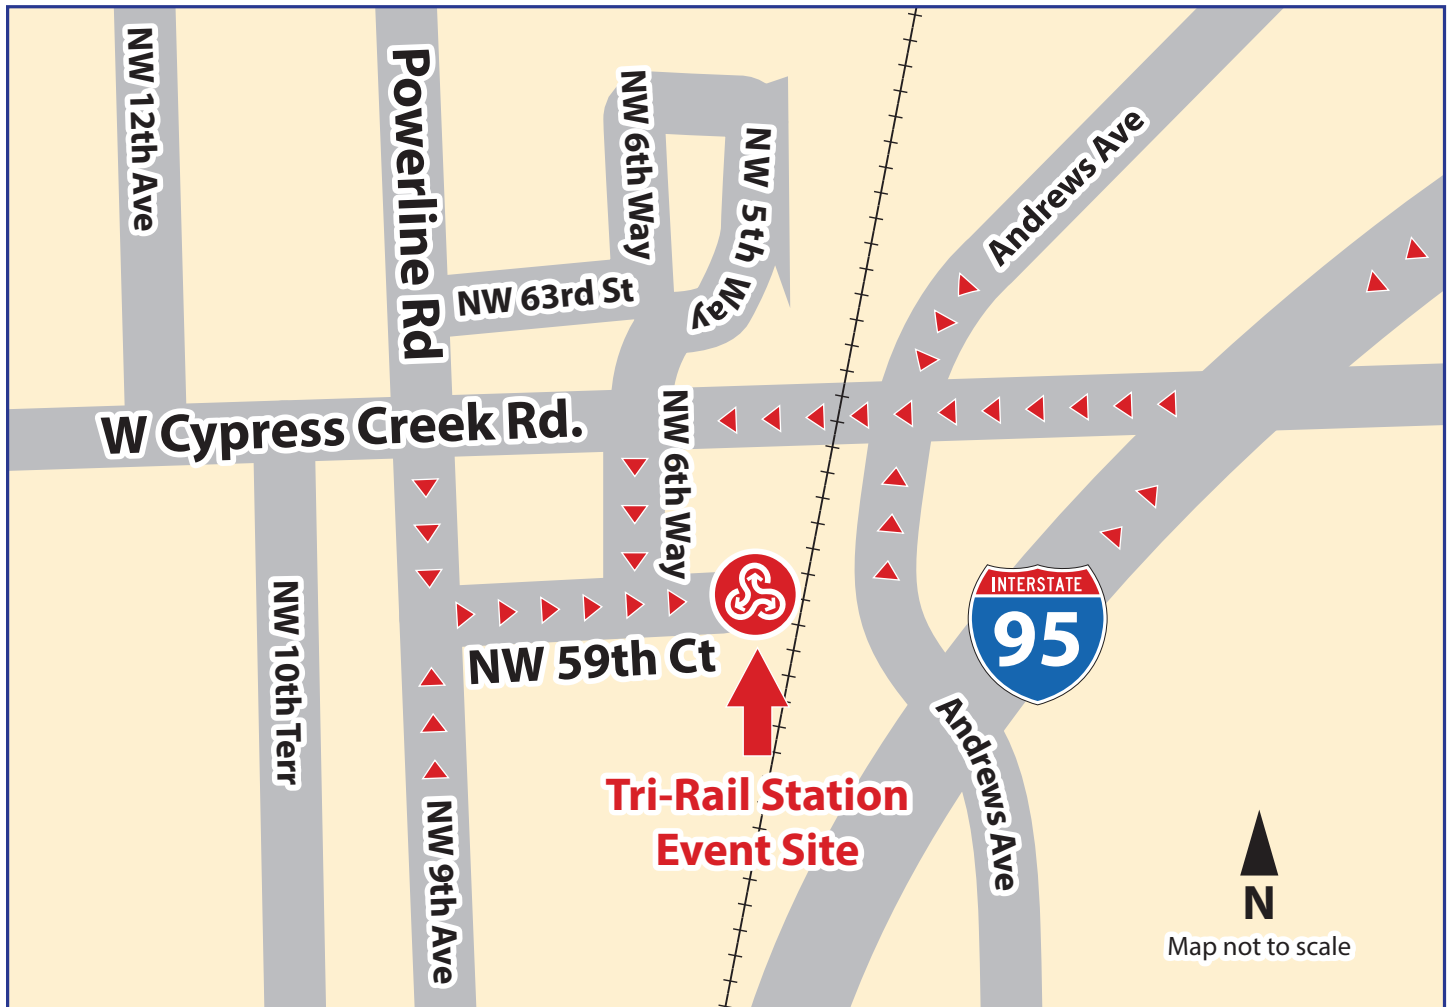 NW 12th Ave
Powerline Rd
NW 6th Way
NW 5th Way
Andrews Ave
NW 63rd St
W Cypress Creek Rd.
NW 6th Way
INTERSTATE
95
NW 10th Terr
NW 59th Ct
Andrews Ave
Tri-Rail Station
Event Site
NW 9th Ave
N
Map not to scale